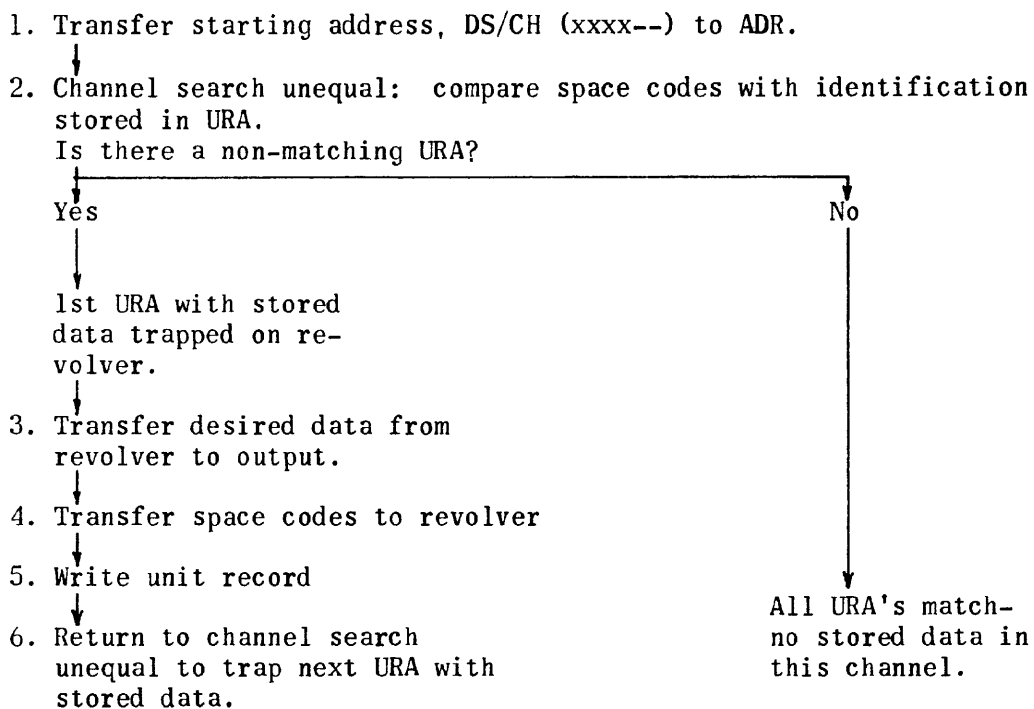 1. Transfer starting address, DS/CH (xxxx--) to ADR.
2. Channel search unequal: compare space codes with identification
stored in URA.
Is there a non-matching URA?
Yes
No
1st URA with stored
data trapped on re-
volver.
3. Transfer desired data from
revolver to output.
4. Transfer space codes to revolver
5. Write unit record
6. Return to channel search
unequal to trap next URA with
stored data.
All URA's match-
no stored data in
this channel.